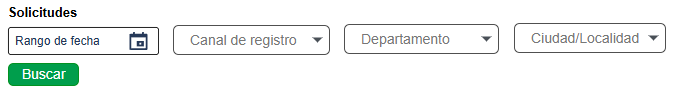 Solicitudes
Rango de fecha
Canal de registro
Departamento
Ciudad/Localidad
Buscar